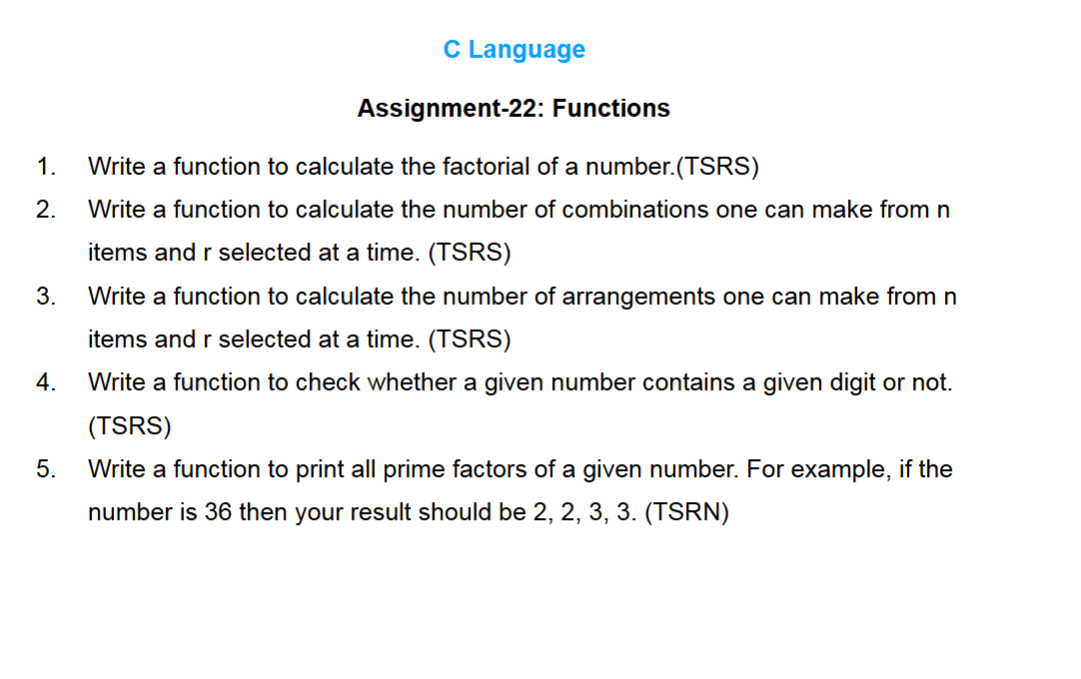 C Language
Assignment-22: Functions
1. Write a function to calculate the factorial of a number.(TSRS)
2. Write a function to calculate the number of combinations one can make from n
items and r selected at a time. (TSRS)
3. Write a function to calculate the number of arrangements one can make from n
items and r selected at a time. (TSRS)
4. Write a function to check whether a given number contains a given digit or not.
(TSRS)
5. Write a function to print all prime factors of a given number. For example, if the
number is 36 then your result should be 2, 2, 3, 3. (TSRN)